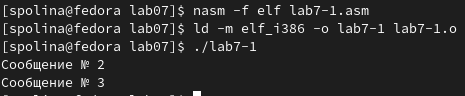 [spolina@fedora lab07]$ nasm -f elf lab7-1.asm
[spolina@fedora lab07]$ ld -m elf_i386 -o lab7-1 lab7-1.o
[spolina@fedora lab07]$ ./lab7-1
Сообщение № 2
Сообщение № 3